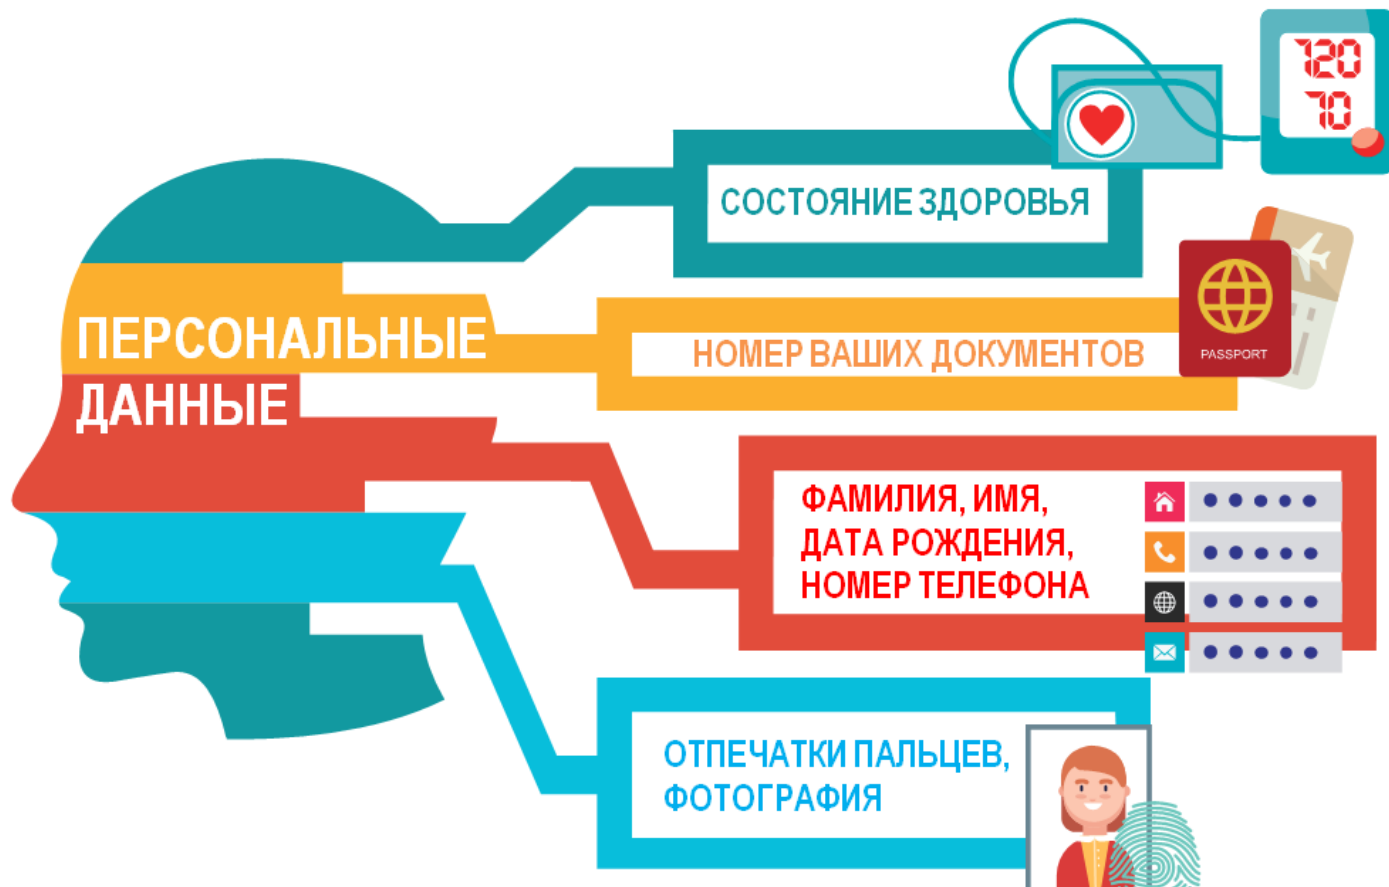 120
70
СОСТОЯНИЕ ЗДОРОВЬЯ
ПЕРСОНАЛЬНЫЕ
ДАННЫЕ
НОМЕР ВАШИХ ДОКУМЕНТОВ
PASSPORT
ФАМИЛИЯ, ИМЯ,
ДАТА РОЖДЕНИЯ,
НОМЕР ТЕЛЕФОНА
ОТПЕЧАТКИ ПАЛЬЦЕВ,
ФОТОГРАФИЯ